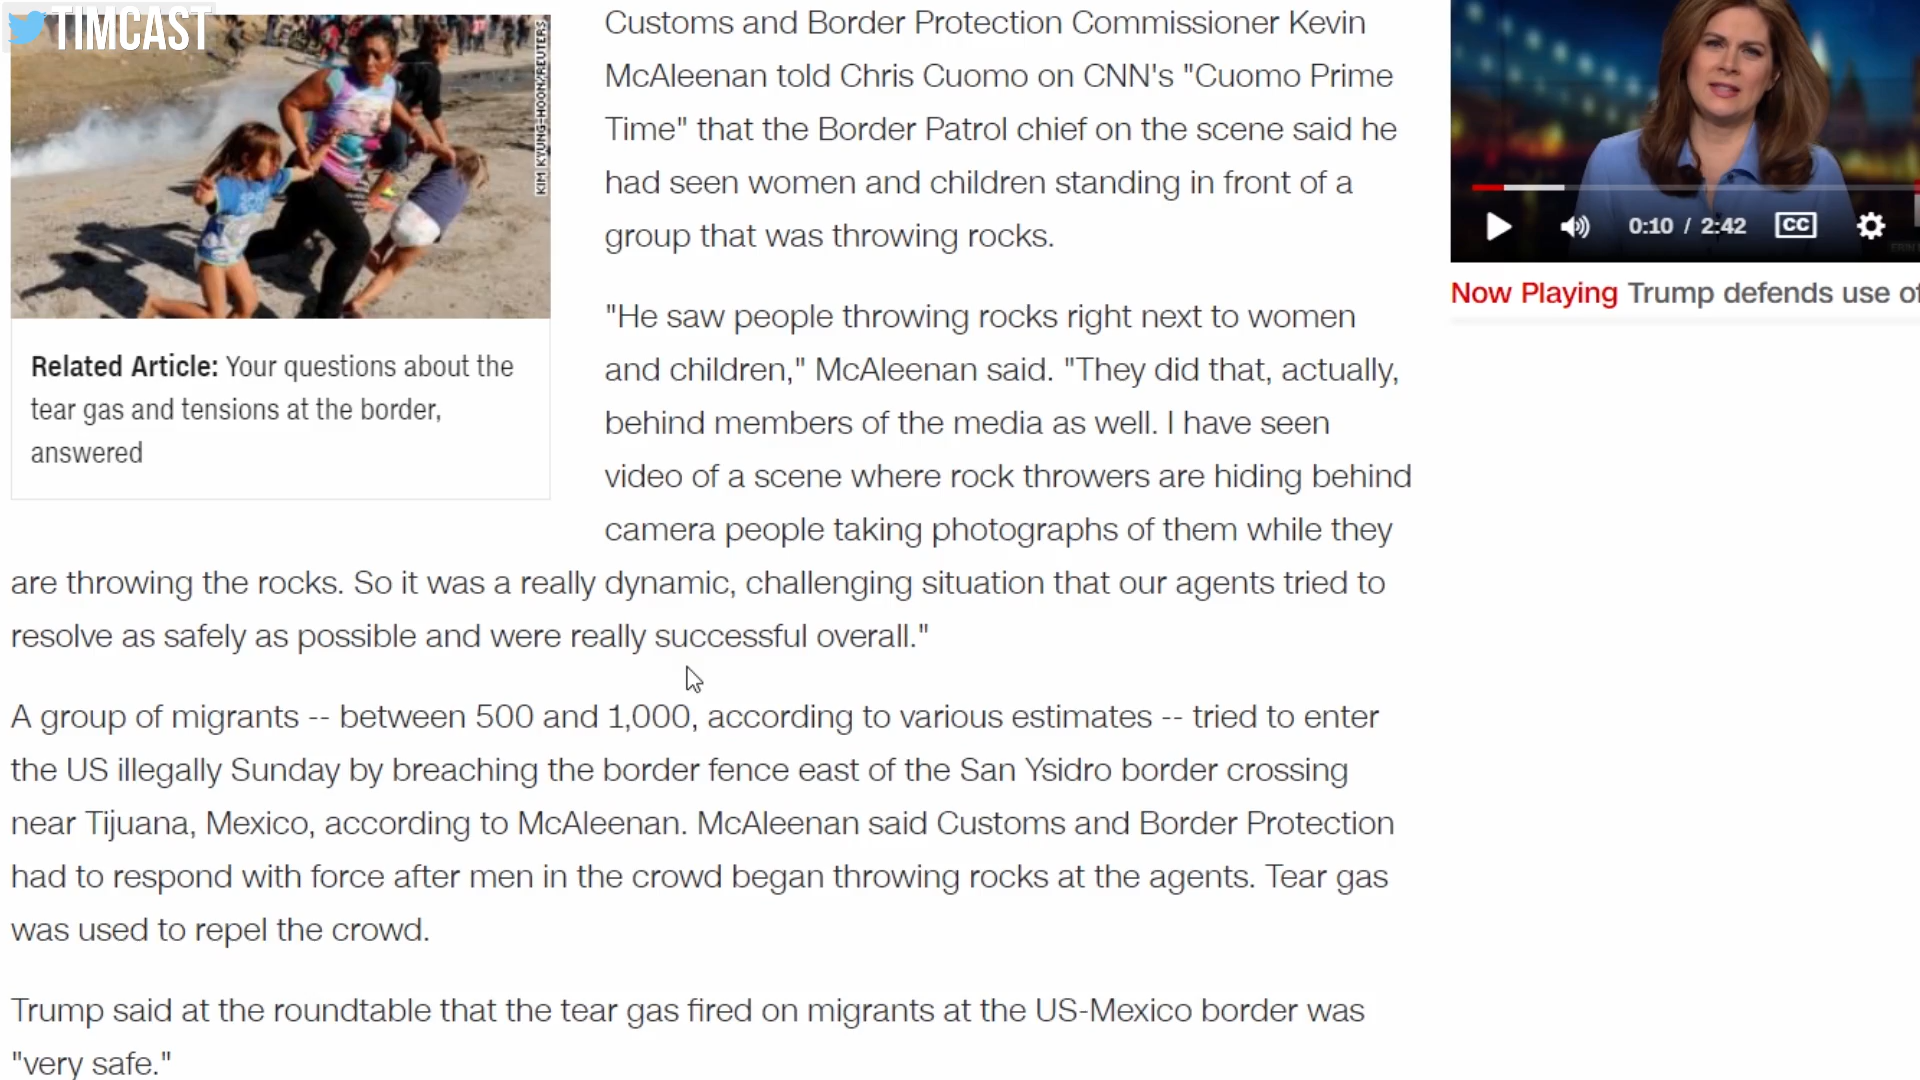 TIMCAST
KIM KYUNG-HOON/REUTERS
Related Article: Your questions about the
tear gas and tensions at the border,
answered
Customs and Border Protection Commissioner Kevin
McAleenan told Chris Cuomo on CNN's "Cuomo Prime
Time" that the Border Patrol chief on the scene said he
had seen women and children standing in front of a
group that was throwing rocks.
"He saw people throwing rocks right next to women
and children," McAleenan said. "They did that, actually,
behind members of the media as well. I have seen
video of a scene where rock throwers are hiding behind
camera people taking photographs of them while they
are throwing the rocks. So it was a really dynamic, challenging situation that our agents tried to
resolve as safely as possible and were really successful overall."
A group of migrants -- between 500 and 1,000, according to various estimates -- tried to enter
the US illegally Sunday by breaching the border fence east of the San Ysidro border crossing
near Tijuana, Mexico, according to McAleenan. McAleenan said Customs and Border Protection
had to respond with force after men in the crowd began throwing rocks at the agents. Tear gas
was used to repel the crowd.
Trump said at the roundtable that the tear gas fired on migrants at the US-Mexico border was
"very safe."
0:10 / 2:42 CC
Now Playing Trump defends use of